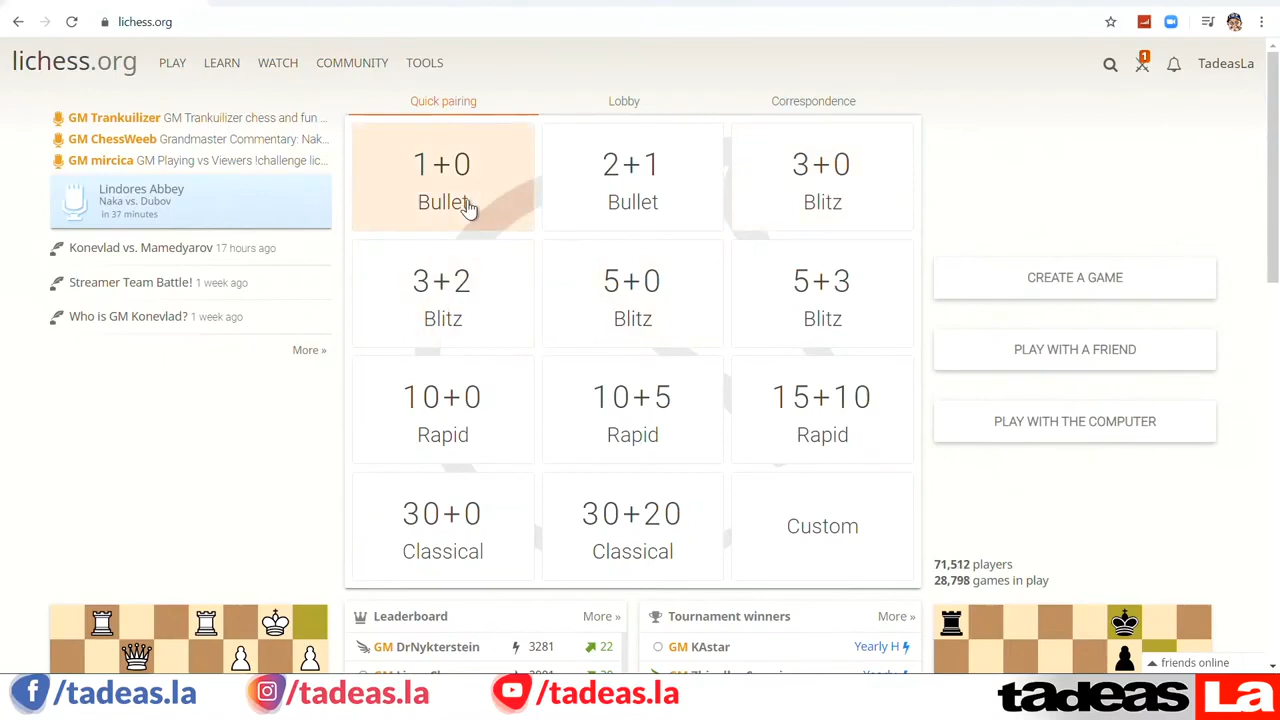 lichess.org
lichess.org
PLAY
LEARN
WATCH
COMMUNITY
TOOLS
1
TadeasLa
Quick pairing
Lobby
Correspondence
GM Trankuilizer GM Trankuilizer chess and fun ...
GM ChessWeeb Grandmaster Commentary: Nak...
GM mircica GM Playing vs Viewers !challenge lic...
Lindores Abbey
Naka vs. Dubov
in 37 minutes
Konevlad vs. Mamedyarov 17 hours ago
Streamer Team Battle! 1 week ago
Who is GM Konevlad? 1 week ago
More »
1+0
Bullet
2+1
Bullet
3+0
Blitz
3+2
Blitz
5+0
Blitz
5+3
Blitz
10+0
Rapid
10+5
Rapid
15+10
Rapid
30+0
Classical
30+20
Classical
Custom
CREATE A GAME
PLAY WITH A FRIEND
PLAY WITH THE COMPUTER
71,512 players
28,798 games in play
Leaderboard
More »
GM DrNykterstein 3281 22
Tournament winners
More »
GM KAstar Yearly H
friends online
/tadeas.la
/tadeas.la
/tadeas.la
tadeas La